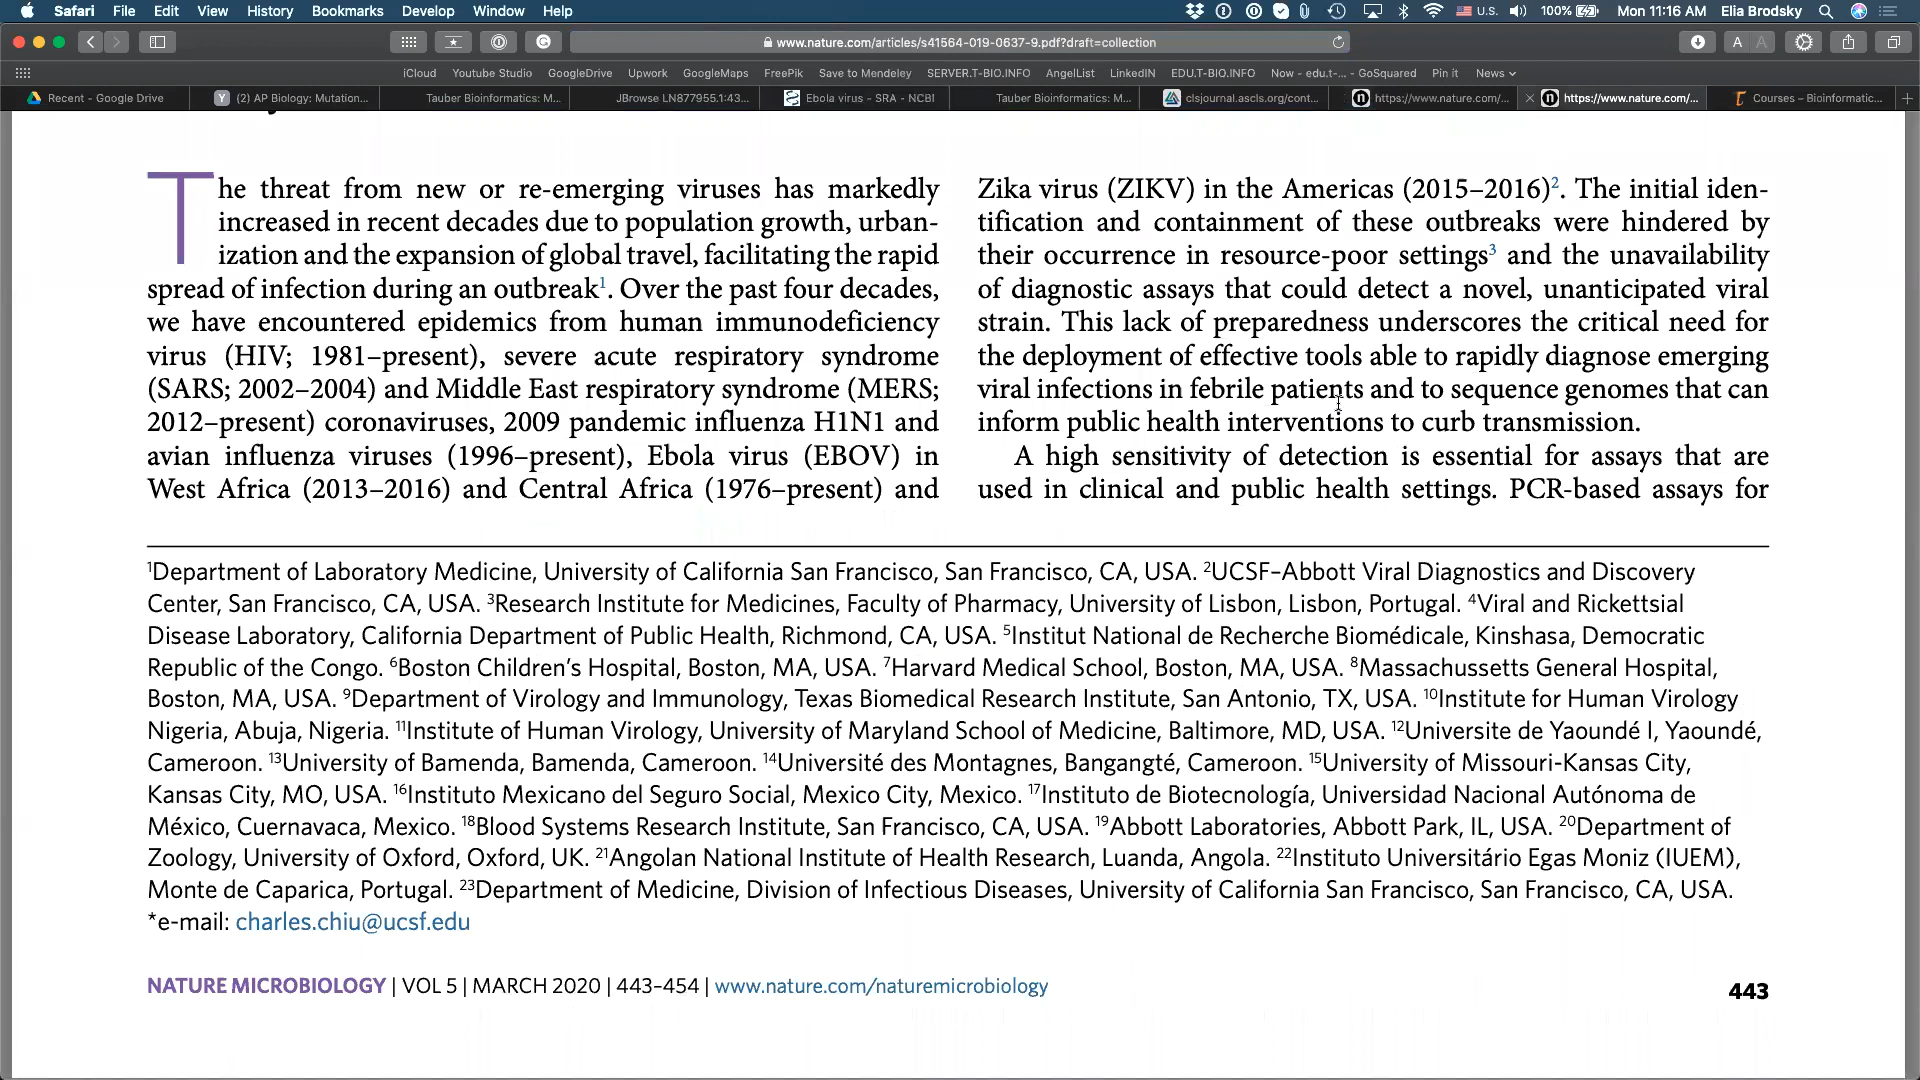 Safari File Edit View History Bookmarks Develop Window Help U.S. 100% Mon 11:16 AM Elia Brodsky
www.nature.com/articles/s41564-019-0637-9.pdf?draft=collection A A
iCloud Youtube Studio GoogleDrive Upwork GoogleMaps FreePik Save to Mendeley SERVER.T-BIO.INFO AngelList LinkedIN EDU.T-BIO.INFO Now - edu.t-... - GoSquared Pin it News
Recent - Google Drive (2) AP Biology: Mutation... Tauber Bioinformatics: M... JBrowse LN877955.1:43... Ebola virus - SRA - NCBI Tauber Bioinformatics: M... clsjournal.ascls.org/cont... https://www.nature.com/... https://www.nature.com/... Courses – Bioinformatic...
The threat from new or re-emerging viruses has markedly
increased in recent decades due to population growth, urban-
ization and the expansion of global travel, facilitating the rapid
spread of infection during an outbreak1. Over the past four decades,
we have encountered epidemics from human immunodeficiency
virus (HIV; 1981–present), severe acute respiratory syndrome
(SARS; 2002–2004) and Middle East respiratory syndrome (MERS;
2012–present) coronaviruses, 2009 pandemic influenza H1N1 and
avian influenza viruses (1996–present), Ebola virus (EBOV) in
West Africa (2013–2016) and Central Africa (1976–present) and
Zika virus (ZIKV) in the Americas (2015–2016)2. The initial iden-
tification and containment of these outbreaks were hindered by
their occurrence in resource-poor settings3 and the unavailability
of diagnostic assays that could detect a novel, unanticipated viral
strain. This lack of preparedness underscores the critical need for
the deployment of effective tools able to rapidly diagnose emerging
viral infections in febrile patients and to sequence genomes that can
inform public health interventions to curb transmission.
A high sensitivity of detection is essential for assays that are
used in clinical and public health settings. PCR-based assays for
1Department of Laboratory Medicine, University of California San Francisco, San Francisco, CA, USA. 2UCSF–Abbott Viral Diagnostics and Discovery
Center, San Francisco, CA, USA. 3Research Institute for Medicines, Faculty of Pharmacy, University of Lisbon, Lisbon, Portugal. 4Viral and Rickettsial
Disease Laboratory, California Department of Public Health, Richmond, CA, USA. 5Institut National de Recherche Biomédicale, Kinshasa, Democratic
Republic of the Congo. 6Boston Children's Hospital, Boston, MA, USA. 7Harvard Medical School, Boston, MA, USA. 8Massachussetts General Hospital,
Boston, MA, USA. 9Department of Virology and Immunology, Texas Biomedical Research Institute, San Antonio, TX, USA. 10Institute for Human Virology
Nigeria, Abuja, Nigeria. 11Institute of Human Virology, University of Maryland School of Medicine, Baltimore, MD, USA. 12Universite de Yaoundé I, Yaoundé,
Cameroon. 13University of Bamenda, Bamenda, Cameroon. 14Université des Montagnes, Bangangté, Cameroon. 15University of Missouri-Kansas City,
Kansas City, MO, USA. 16Instituto Mexicano del Seguro Social, Mexico City, Mexico. 17Instituto de Biotecnología, Universidad Nacional Autónoma de
México, Cuernavaca, Mexico. 18Blood Systems Research Institute, San Francisco, CA, USA. 19Abbott Laboratories, Abbott Park, IL, USA. 20Department of
Zoology, University of Oxford, Oxford, UK. 21Angolan National Institute of Health Research, Luanda, Angola. 22Instituto Universitário Egas Moniz (IUEM),
Monte de Caparica, Portugal. 23Department of Medicine, Division of Infectious Diseases, University of California San Francisco, San Francisco, CA, USA.
*e-mail: charles.chiu@ucsf.edu
NATURE MICROBIOLOGY | VOL 5 | MARCH 2020 | 443–454 | www.nature.com/naturemicrobiology
443